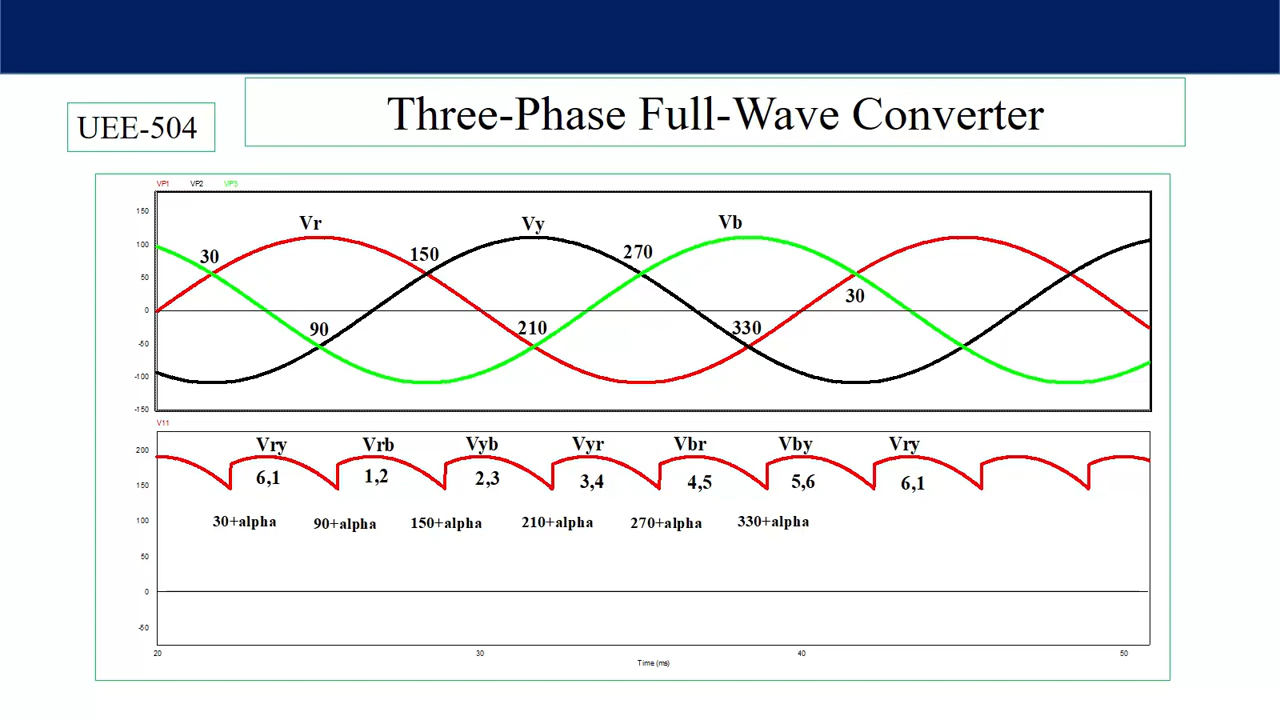 UEE-504
Three-Phase Full-Wave Converter
VP1 VP2 VP3
150
100
50
0
-50
-100
-150
Vr Vy Vb
30 150 270 30
90 210 330
V11
200
150
100
50
0
-50
Vry Vrb Vyb Vyr Vbr Vby Vry
6,1 1,2 2,3 3,4 4,5 5,6 6,1
30+alpha 90+alpha 150+alpha 210+alpha 270+alpha 330+alpha
20 30 40 50
Time (ms)